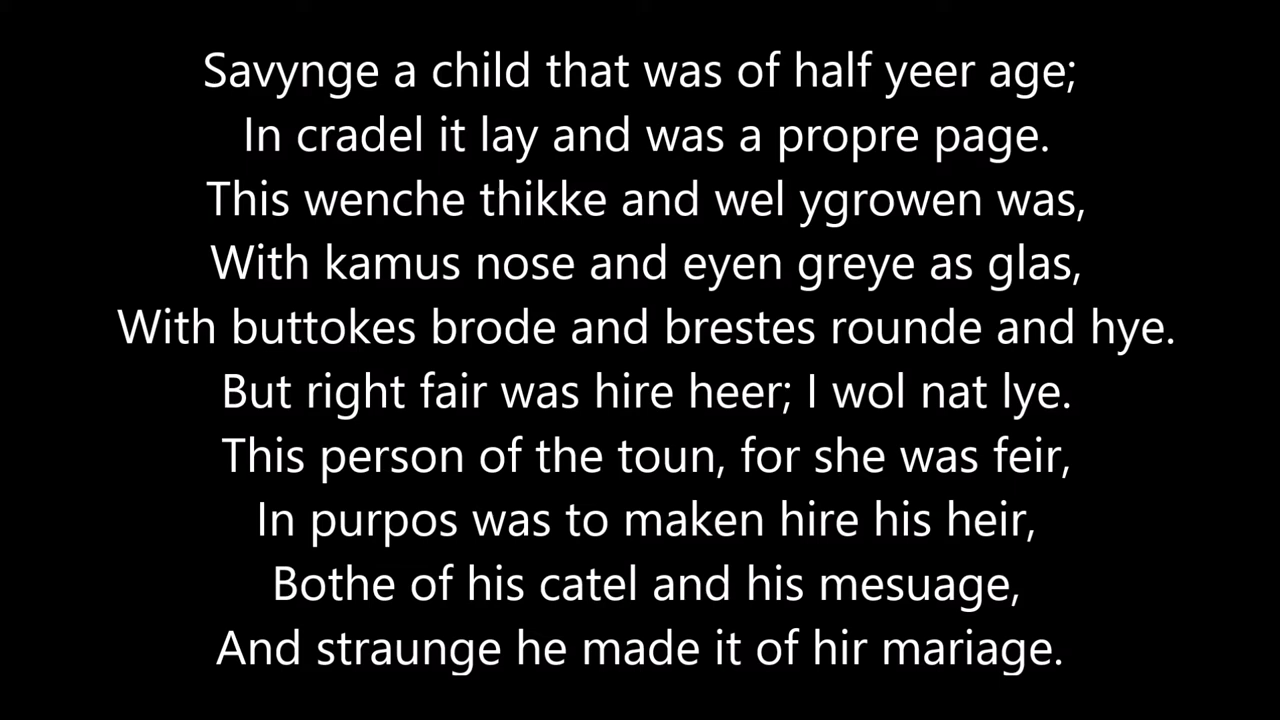 Savynge a child that was of half yeer age;
In cradel it lay and was a propre page.
This wenche thikke and wel ygrowen was,
With kamus nose and eyen greye as glas,
With buttokes brode and brestes rounde and hye.
But right fair was hire heer; I wol nat lye.
This person of the toun, for she was feir,
In purpos was to maken hire his heir,
Bothe of his catel and his mesuage,
And straunge he made it of hir mariage.